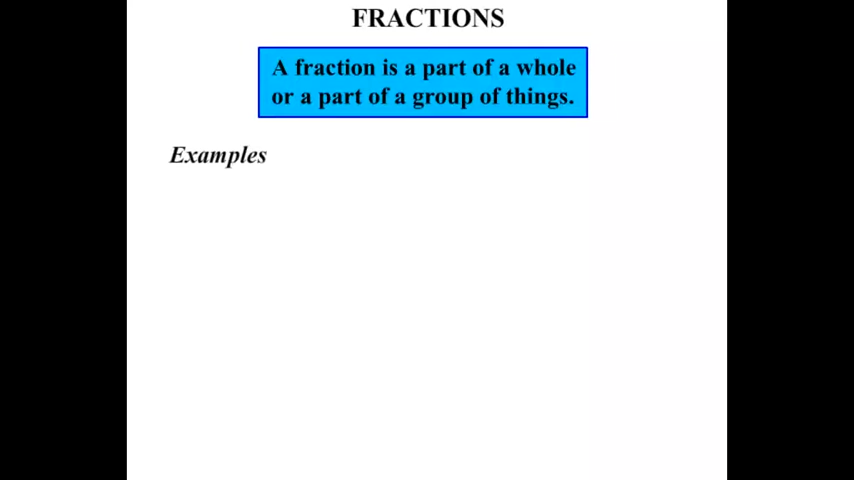 FRACTIONS
A fraction is a part of a whole
or a part of a group of things.
Examples